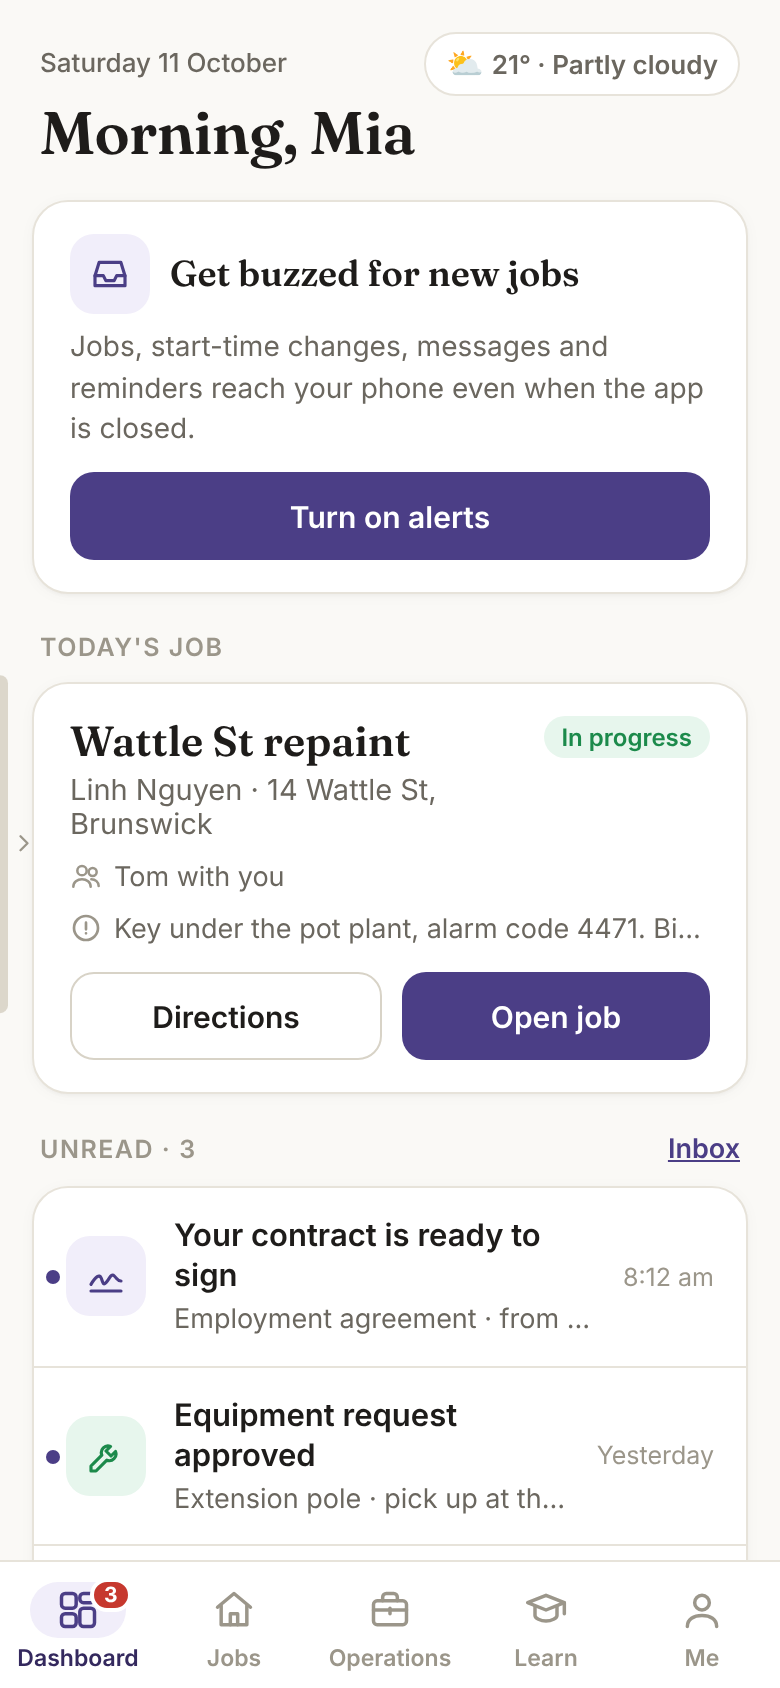 Saturday 11 October
21° · Partly cloudy
Morning, Mia
Get buzzed for new jobs
Jobs, start-time changes, messages and
reminders reach your phone even when the app
is closed.
Turn on alerts
TODAY'S JOB
Wattle St repaint
In progress
Linh Nguyen · 14 Wattle St,
Brunswick
Tom with you
Key under the pot plant, alarm code 4471. Bi...
Directions
Open job
UNREAD · 3
Inbox
Your contract is ready to
sign
8:12 am
Employment agreement · from ...
Equipment request
approved
Yesterday
Extension pole · pick up at th...
3
Dashboard
Jobs
Operations
Learn
Me